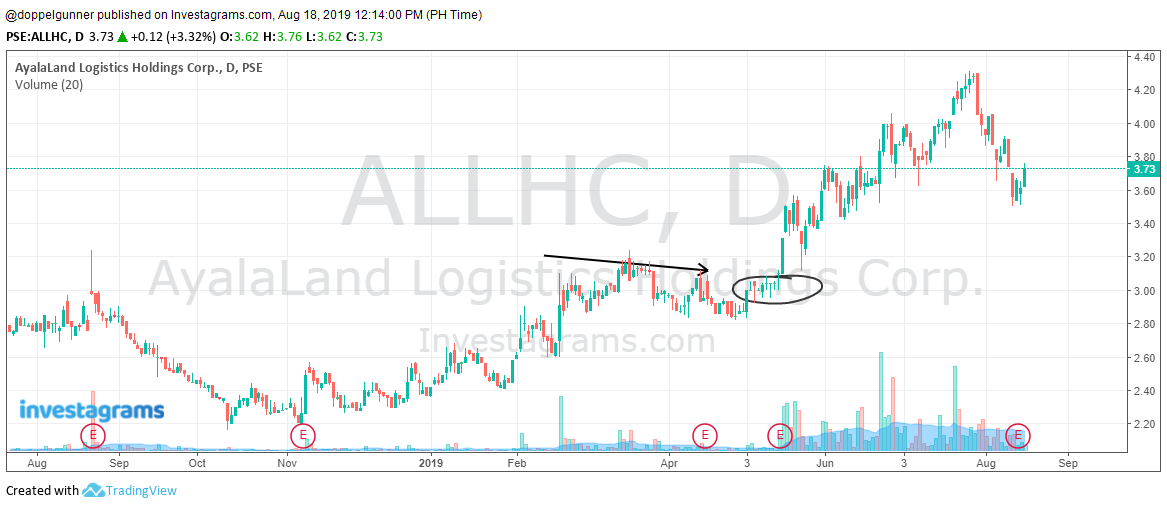 @doppelgunner published on Investagrams.com, Aug 18, 2019 12:14:00 PM (PH Time)
PSE:ALLHC, D 3.73 ▲ +0.12 (+3.32%) O:3.62 H:3.76 L:3.62 C:3.73
AyalaLand Logistics Holdings Corp., D, PSE
Volume (20)
4.40
4.20
4.00
3.80
3.73
3.60
3.40
3.20
3.00
2.80
2.60
2.40
2.20
ALLHC, D
AyalaLand Logistics Holdings Corp.
Investagrams.com
investagrams
E E E E E
Aug Sep Oct Nov 2019 Feb Apr 3 Jun 3 Aug Sep
Created with TradingView